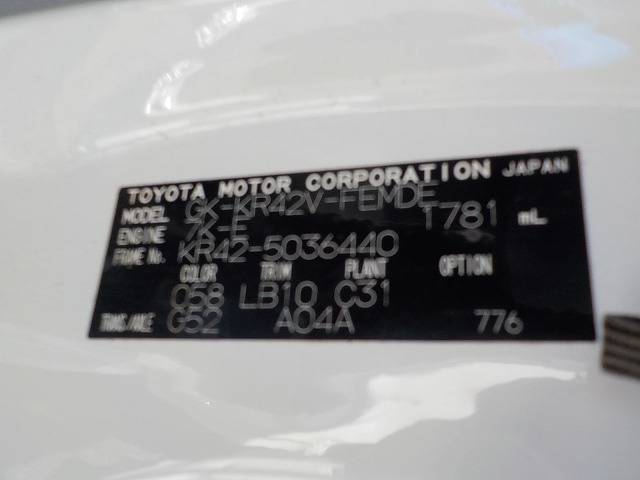 TOYOTA MOTOR CORPORATION JAPAN
MODEL GK-KR42V-FEMDE
ENGINE 7K-E 1781 mL
FRAME No. KR42-5036440
COLOR TRIM PLANT OPTION
058 LB10 C31
TRANS/AXLE G52 A04A 776